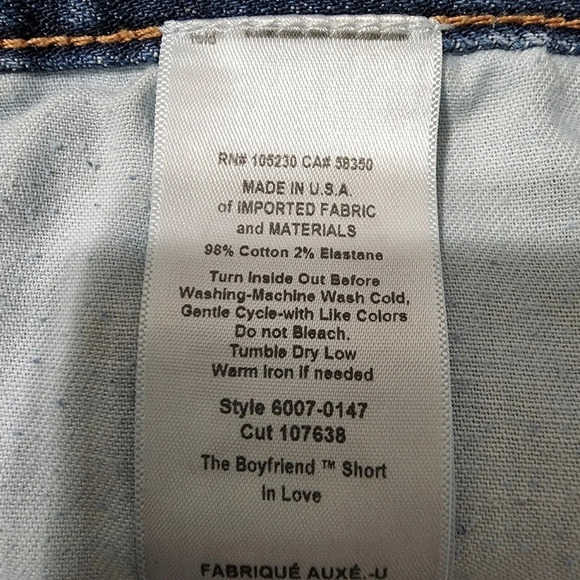 RN# 105230 CA# 58350
MADE IN U.S.A.
of IMPORTED FABRIC
and MATERIALS
98% Cotton 2% Elastane
Turn Inside Out Before
Washing-Machine Wash Cold,
Gentle Cycle-with Like Colors
Do not Bleach.
Tumble Dry Low
Warm Iron if needed
Style 6007-0147
Cut 107638
The Boyfriend ™ Short
In Love
FABRIQUÉ AUXÉ.-U